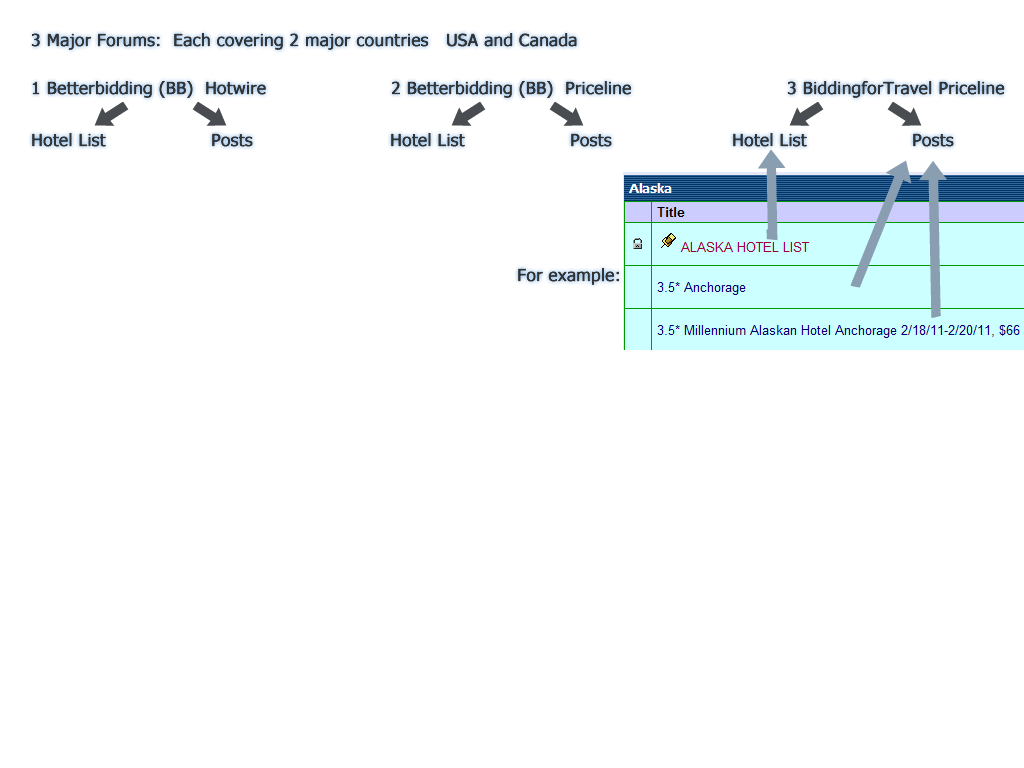 3 Major Forums: Each covering 2 major countries USA and Canada
1 Betterbidding (BB) Hotwire
2 Betterbidding (BB) Priceline
3 BiddingforTravel Priceline
Hotel List
Posts
Hotel List
Posts
Hotel List
Posts
Alaska
Title
ALASKA HOTEL LIST
For example:
3.5* Anchorage
3.5* Millennium Alaskan Hotel Anchorage 2/18/11-2/20/11, $66